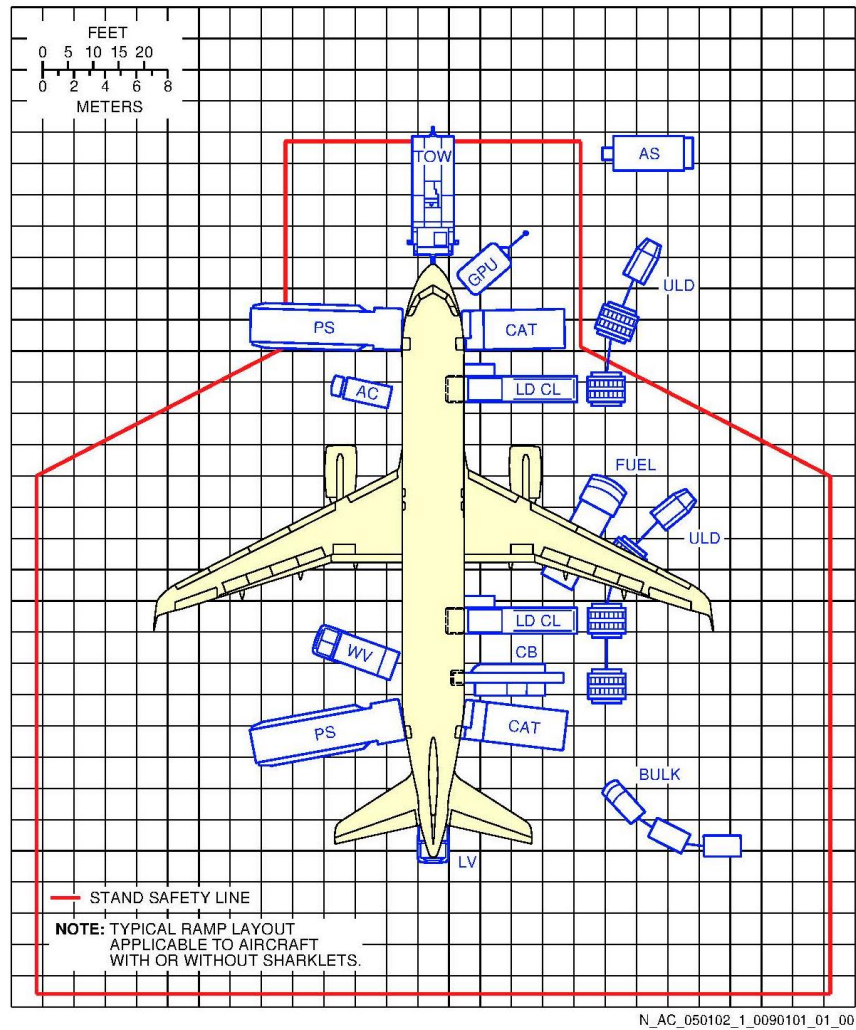 FEET
0 5 10 15 20
0 2 4 6 8
METERS
TOW
AS
GPU
ULD
PS
CAT
AC
LD CL
FUEL
ULD
LD CL
WV
CB
PS
CAT
BULK
LV
STAND SAFETY LINE
NOTE: TYPICAL RAMP LAYOUT
APPLICABLE TO AIRCRAFT
WITH OR WITHOUT SHARKLETS.
N_AC_050102_1_0090101_01_00